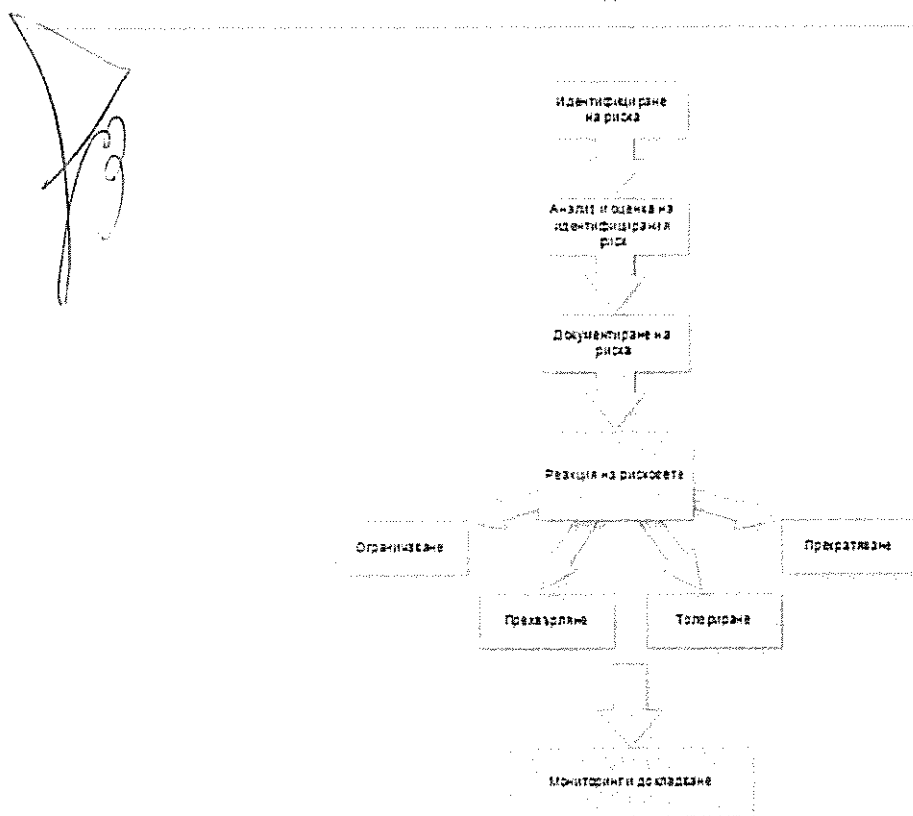 Идентифициране
на риска
Анализ и оценка на
идентифицирания
риск
Документиране на
риска
Реакция на рисковете
Ограничаване
Прекратяване
Прехвърляне
Толериране
Мониторинг и докладване